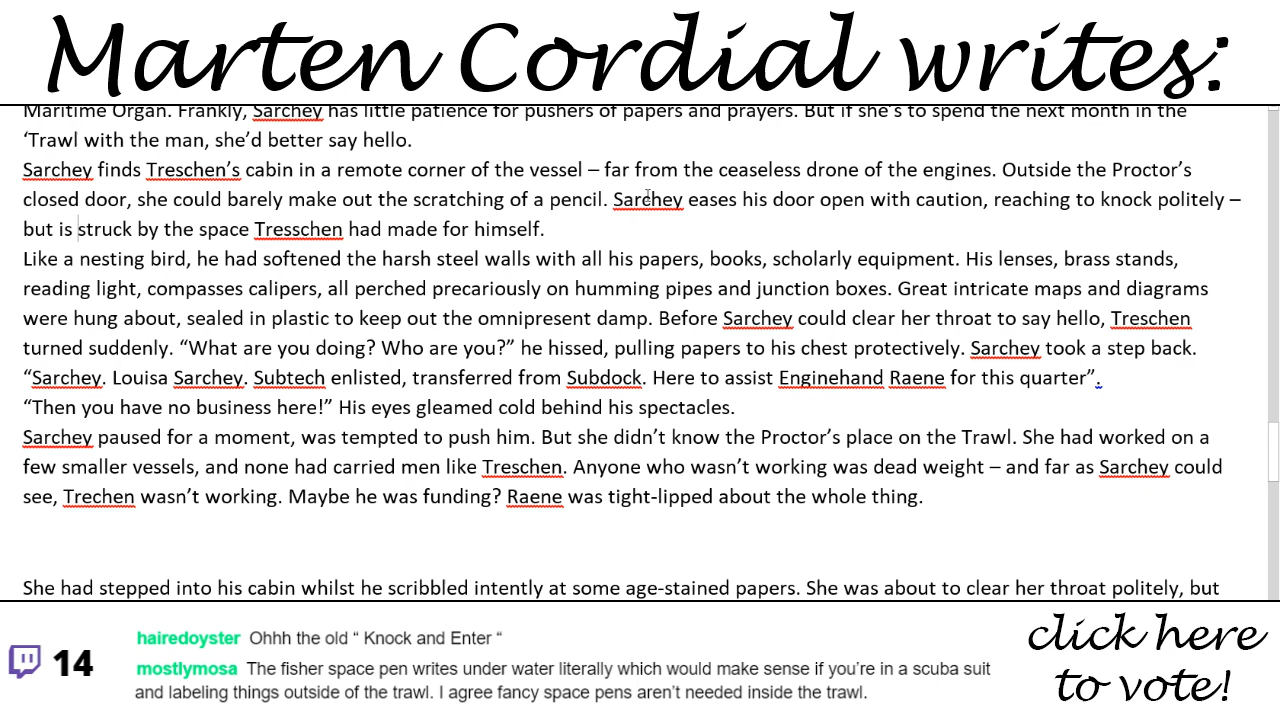 Marten Cordial writes:
Maritime Organ. Frankly, Sarchey has little patience for pushers of papers and prayers. But if she's to spend the next month in the
‘Trawl with the man, she’d better say hello.
Sarchey finds Treschen’s cabin in a remote corner of the vessel – far from the ceaseless drone of the engines. Outside the Proctor’s
closed door, she could barely make out the scratching of a pencil. Sarchey eases his door open with caution, reaching to knock politely –
but is struck by the space Tresschen had made for himself.
Like a nesting bird, he had softened the harsh steel walls with all his papers, books, scholarly equipment. His lenses, brass stands,
reading light, compasses calipers, all perched precariously on humming pipes and junction boxes. Great intricate maps and diagrams
were hung about, sealed in plastic to keep out the omnipresent damp. Before Sarchey could clear her throat to say hello, Treschen
turned suddenly. “What are you doing? Who are you?” he hissed, pulling papers to his chest protectively. Sarchey took a step back.
“Sarchey. Louisa Sarchey. Subtech enlisted, transferred from Subdock. Here to assist Enginehand Raene for this quarter”.
“Then you have no business here!” His eyes gleamed cold behind his spectacles.
Sarchey paused for a moment, was tempted to push him. But she didn’t know the Proctor’s place on the Trawl. She had worked on a
few smaller vessels, and none had carried men like Treschen. Anyone who wasn’t working was dead weight – and far as Sarchey could
see, Trechen wasn’t working. Maybe he was funding? Raene was tight-lipped about the whole thing.
She had stepped into his cabin whilst he scribbled intently at some age-stained papers. She was about to clear her throat politely, but
14
hairedoyster Ohhh the old “ Knock and Enter “
mostlymosa The fisher space pen writes under water literally which would make sense if you’re in a scuba suit
and labeling things outside of the trawl. I agree fancy space pens aren’t needed inside the trawl.
click here
to vote!